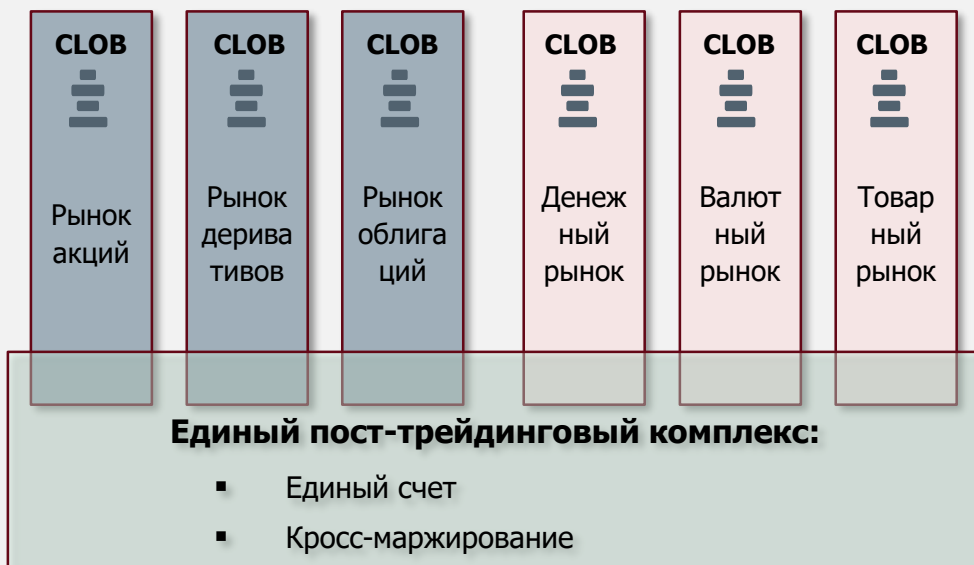 CLOB
CLOB
CLOB
CLOB
CLOB
CLOB
Рынок
акций
Рынок
дерива
тивов
Рынок
облига
ций
Денеж
ный
рынок
Валют
ный
рынок
Товар
ный
рынок
Единый пост-трейдинговый комплекс:
▪ Единый счет
▪ Кросс-маржирование